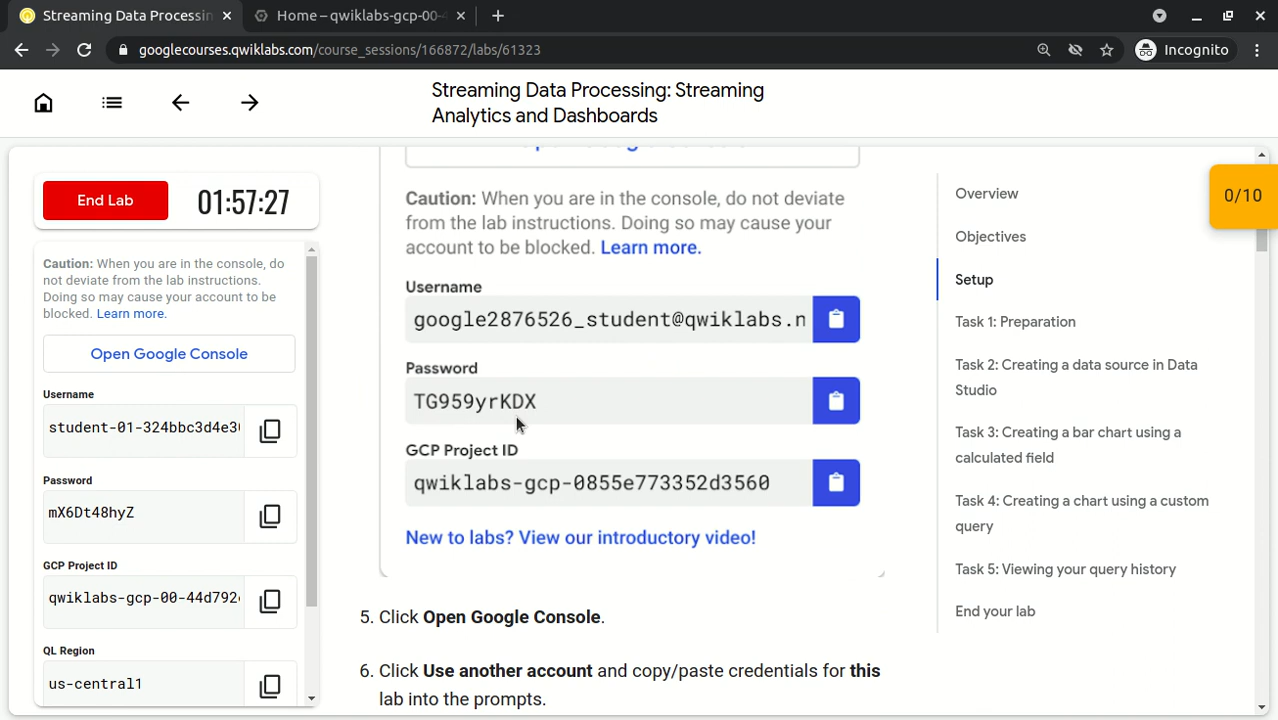 Streaming Data Processin
Home – qwiklabs-gcp-00-
googlecourses.qwiklabs.com/course_sessions/166872/labs/61323
Incognito
Streaming Data Processing: Streaming
Analytics and Dashboards
End Lab
01:57:27
Caution: When you are in the console, do
not deviate from the lab instructions.
Doing so may cause your account to be
blocked. Learn more.
Open Google Console
Username
student-01-324bbc3d4e3
Password
mX6Dt48hyZ
GCP Project ID
qwiklabs-gcp-00-44d792
QL Region
us-central1
Caution: When you are in the console, do not deviate
from the lab instructions. Doing so may cause your
account to be blocked. Learn more.
Username
google2876526_student@qwiklabs.n
Password
TG959yrKDX
GCP Project ID
qwiklabs-gcp-0855e773352d3560
New to labs? View our introductory video!
5. Click Open Google Console.
6. Click Use another account and copy/paste credentials for this
lab into the prompts.
0/10
Overview
Objectives
Setup
Task 1: Preparation
Task 2: Creating a data source in Data
Studio
Task 3: Creating a bar chart using a
calculated field
Task 4: Creating a chart using a custom
query
Task 5: Viewing your query history
End your lab